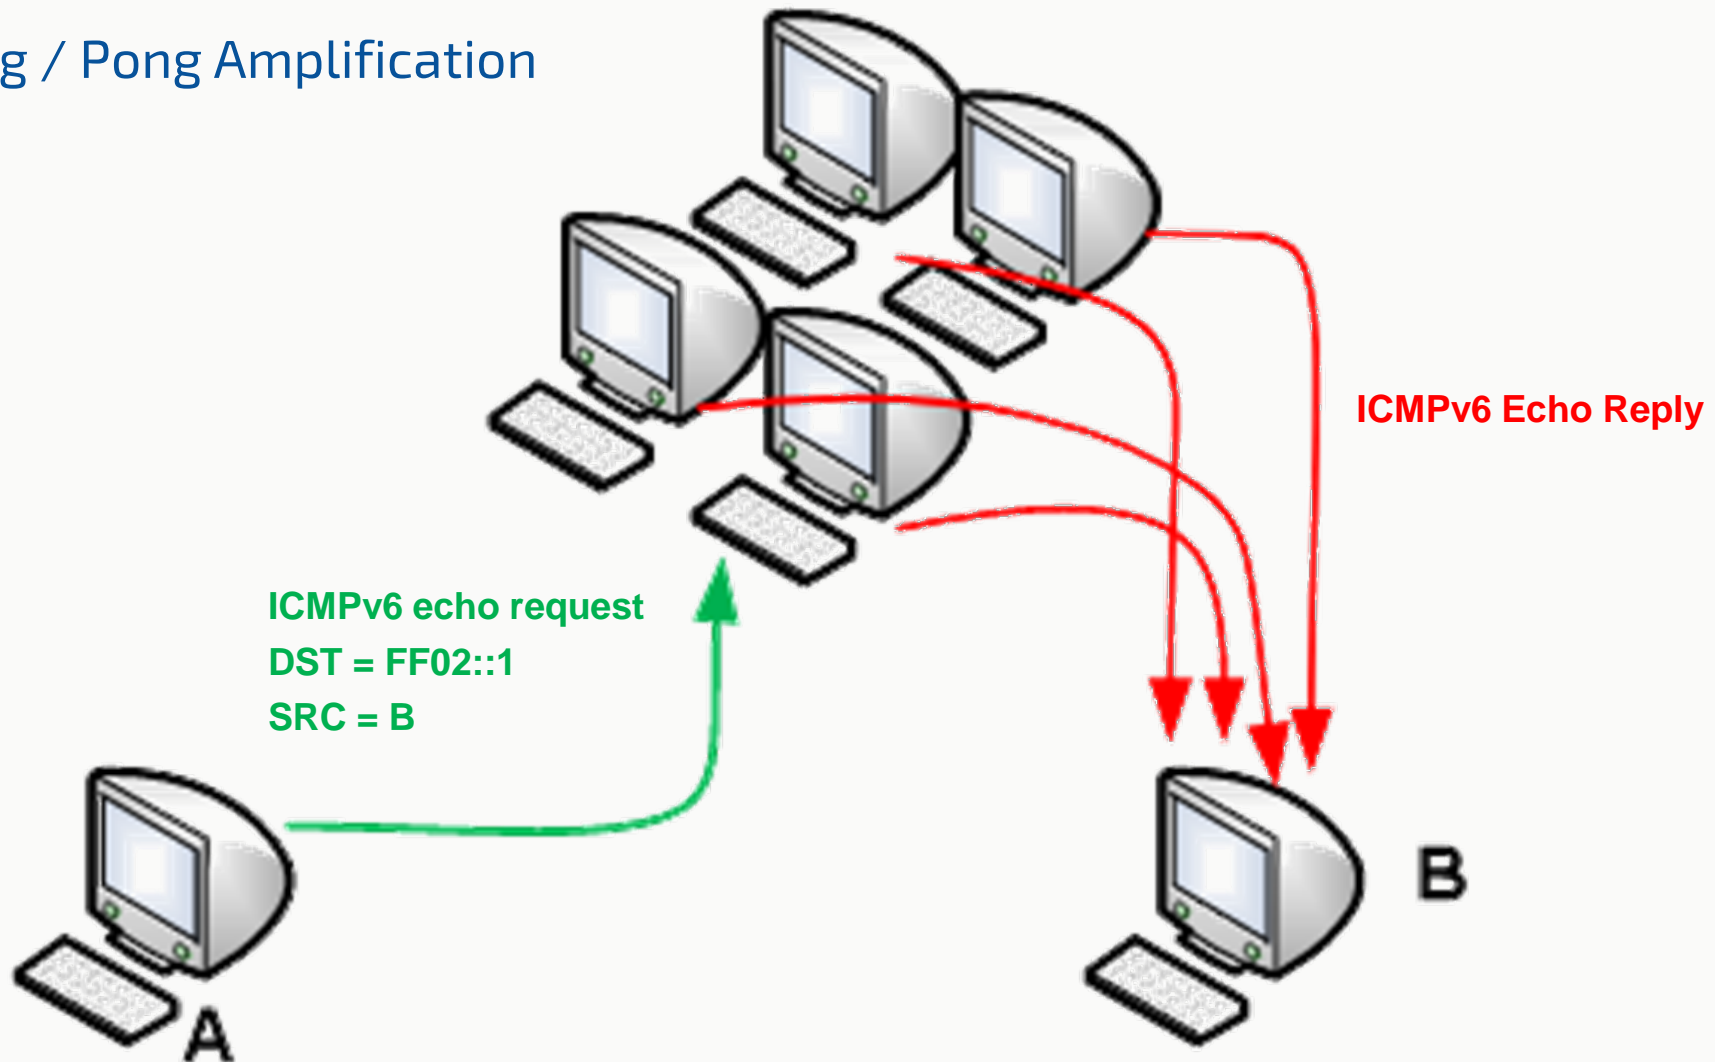 g / Pong Amplification
ICMPv6 Echo Reply
ICMPv6 echo request
DST = FF02::1
SRC = B
B
A